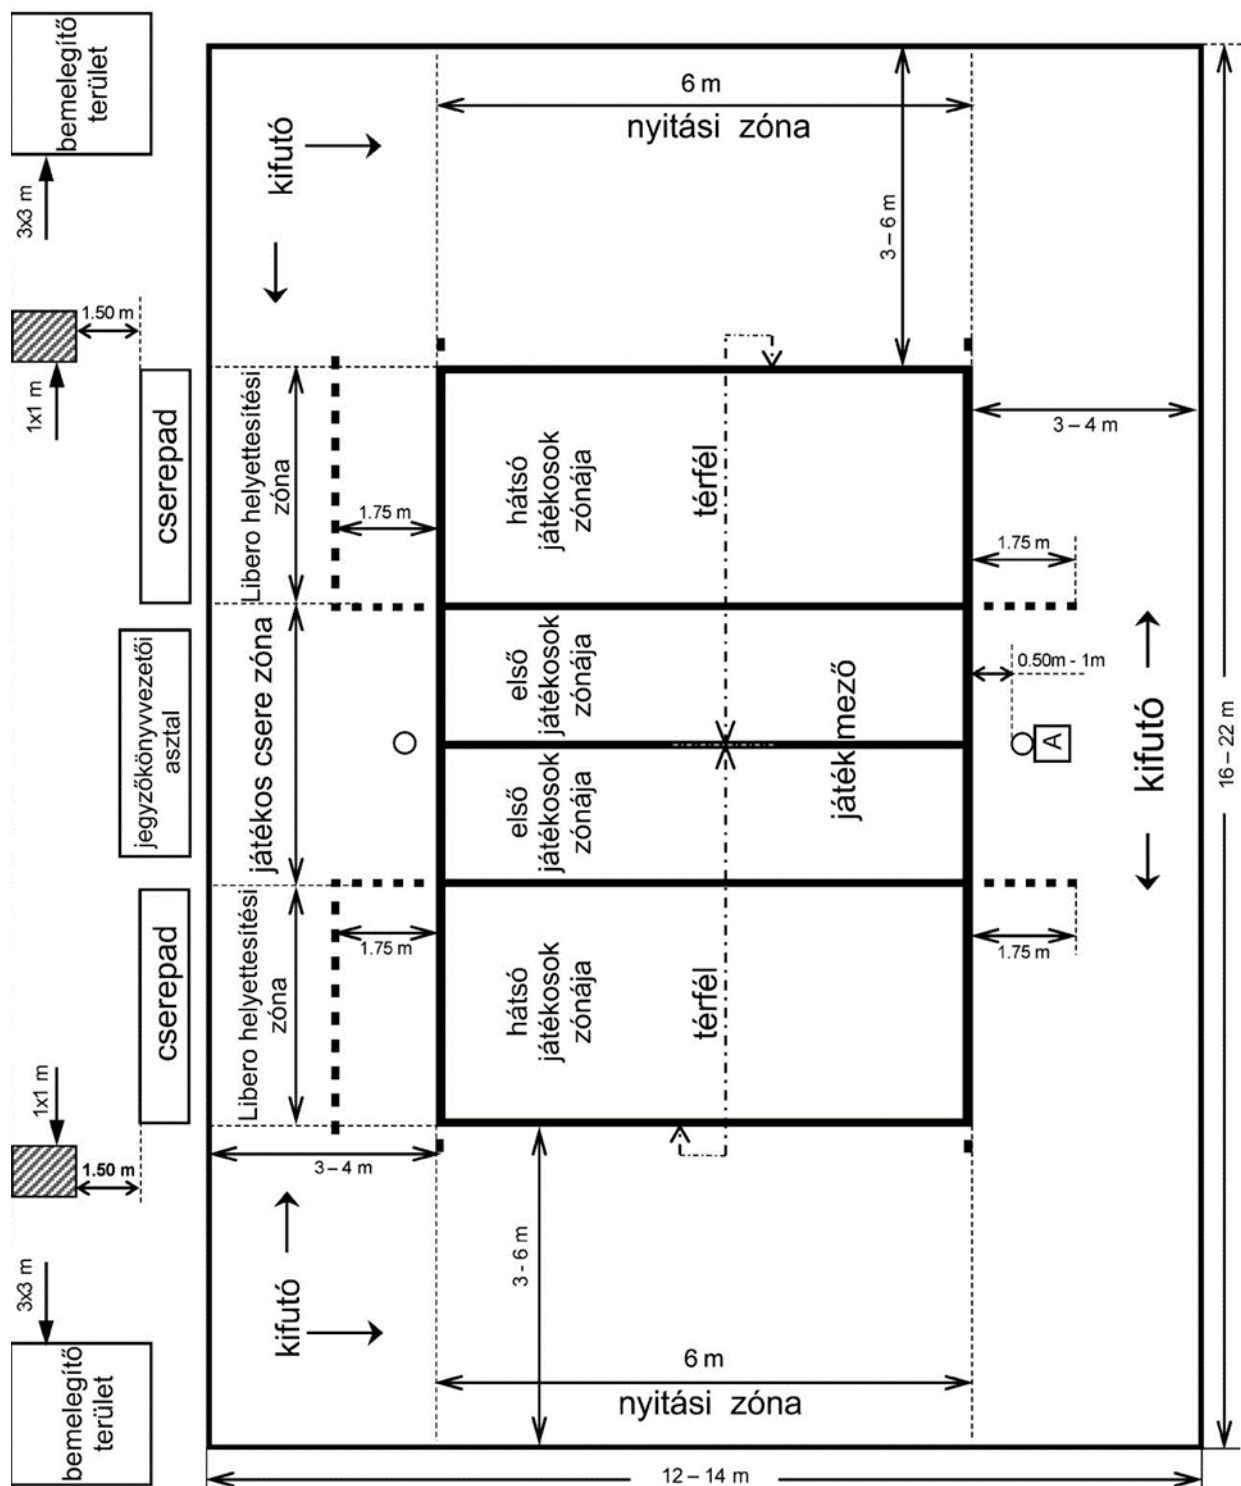 bemelegítő
terület
3x3 m
1.50 m
1x1 m
cserepad
jegyzőkönyvvezetői
asztal
cserepad
1x1 m
1.50 m
3x3 m
bemelegítő
terület
kifutó
Libero helyettesítési
zóna
1.75 m
játékos csere zóna
Libero helyettesítési
zóna
1.75 m
3 – 4 m
kifutó
6 m
nyitási zóna
3 – 6 m
hátsó
játékosok
zónája
térfél
első
játékosok
zónája
játék mező
első
játékosok
zónája
hátsó
játékosok
zónája
térfél
3 - 6 m
6 m
nyitási zóna
3 – 4 m
1.75 m
0.50m - 1m
A
kifutó
1.75 m
16 – 22 m
12 – 14 m